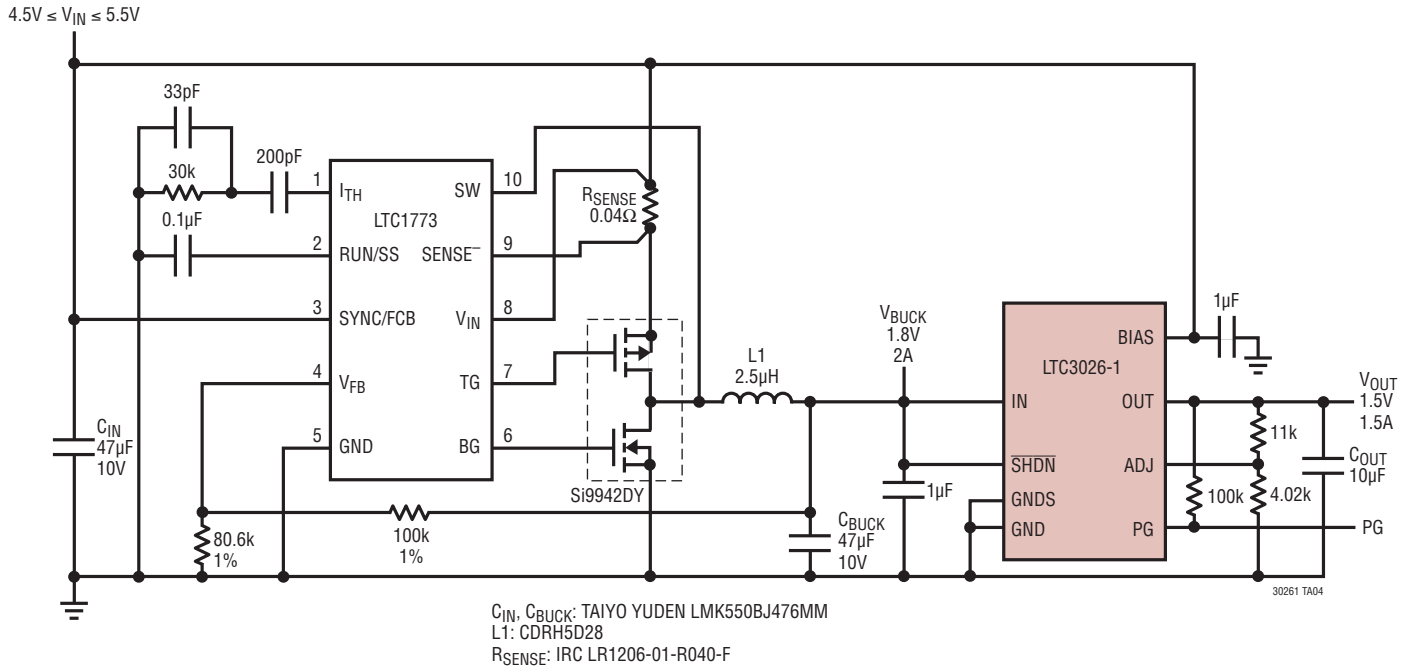 4.5V ≤ VIN ≤ 5.5V
33pF
30k
200pF
0.1µF
1
ITH
2
RUN/SS
3
SYNC/FCB
4
VFB
5
GND
LTC1773
SW
10
SENSE–
9
VIN
8
TG
7
BG
6
RSENSE
0.04Ω
Si9942DY
L1
2.5µH
VBUCK
1.8V
2A
CIN
47µF
10V
80.6k
1%
100k
1%
CBUCK
47µF
10V
1µF
LTC3026-1
IN
SHDN
GNDS
GND
BIAS
OUT
ADJ
PG
1µF
VOUT
1.5V
1.5A
11k
4.02k
100k
COUT
10µF
PG
30261 TA04
CIN, CBUCK: TAIYO YUDEN LMK550BJ476MM
L1: CDRH5D28
RSENSE: IRC LR1206-01-R040-F